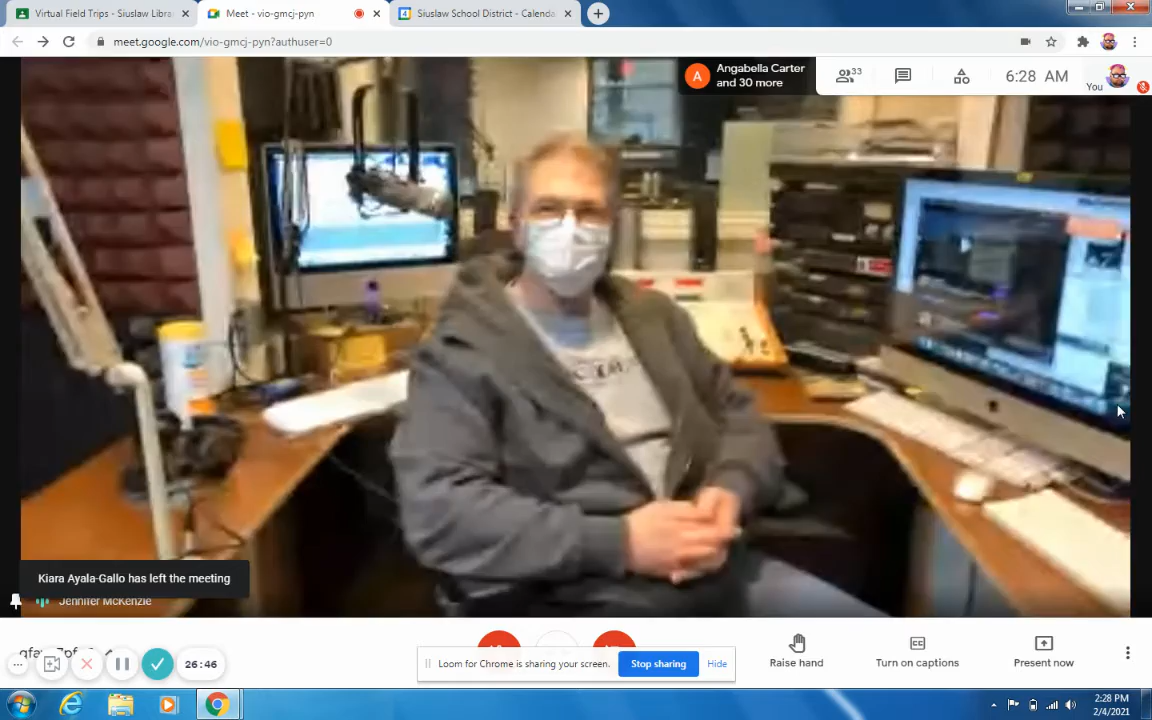 Virtual Field Trips - Siuslaw Libra
Meet - vio-gmcj-pyn
Siuslaw School District - Calenda
meet.google.com/vio-gmcj-pyn?authuser=0
Angabella Carter
and 30 more
33
6:28 AM
You
A
4
Kiara Ayala-Gallo has left the meeting
Jennifer McKenzie
26:46
Loom for Chrome is sharing your screen.
Stop sharing
Hide
Raise hand
Turn on captions
Present now
2:28 PM
2/4/2021